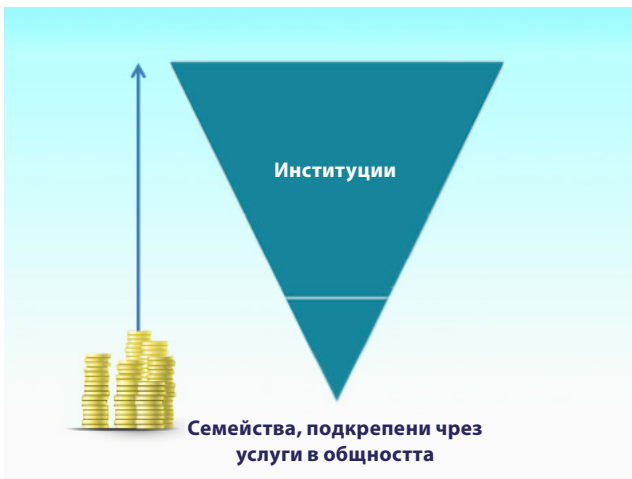 Институции
Семейства, подкрепени чрез
услуги в общността